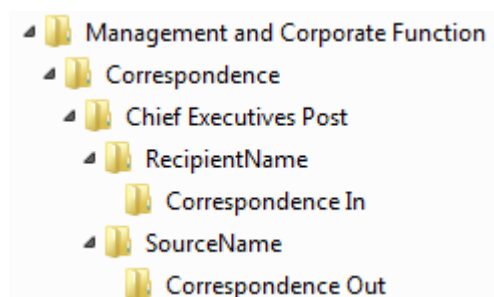 Management and Corporate Function
Correspondence
Chief Executives Post
RecipientName
Correspondence In
SourceName
Correspondence Out